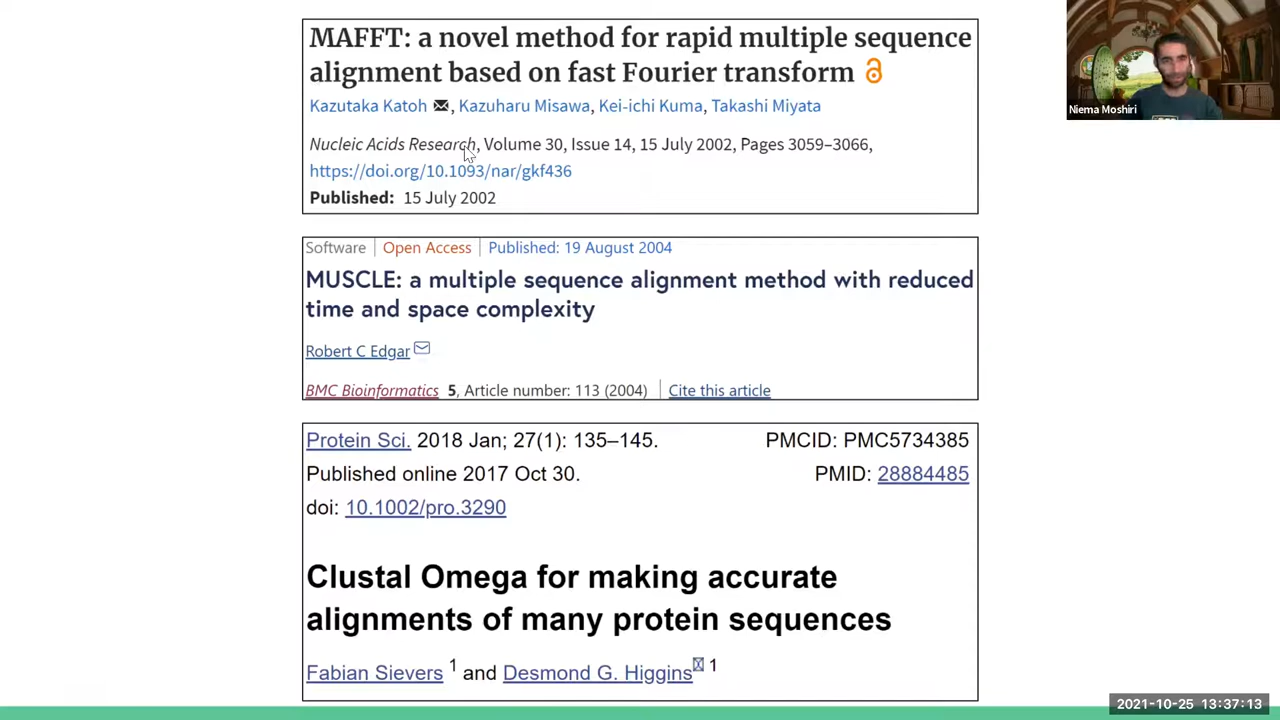 MAFFT: a novel method for rapid multiple sequence
alignment based on fast Fourier transform
Kazutaka Katoh, Kazuharu Misawa, Kei-ichi Kuma, Takashi Miyata
Nucleic Acids Research, Volume 30, Issue 14, 15 July 2002, Pages 3059–3066,
https://doi.org/10.1093/nar/gkf436
Published: 15 July 2002
Niema Moshiri
Software | Open Access | Published: 19 August 2004
MUSCLE: a multiple sequence alignment method with reduced
time and space complexity
Robert C Edgar
BMC Bioinformatics 5, Article number: 113 (2004) | Cite this article
Protein Sci. 2018 Jan; 27(1): 135–145. PMCID: PMC5734385
Published online 2017 Oct 30. PMID: 28884485
doi: 10.1002/pro.3290
Clustal Omega for making accurate
alignments of many protein sequences
Fabian Sievers 1 and Desmond G. Higgins 1
2021-10-25 13:37:13